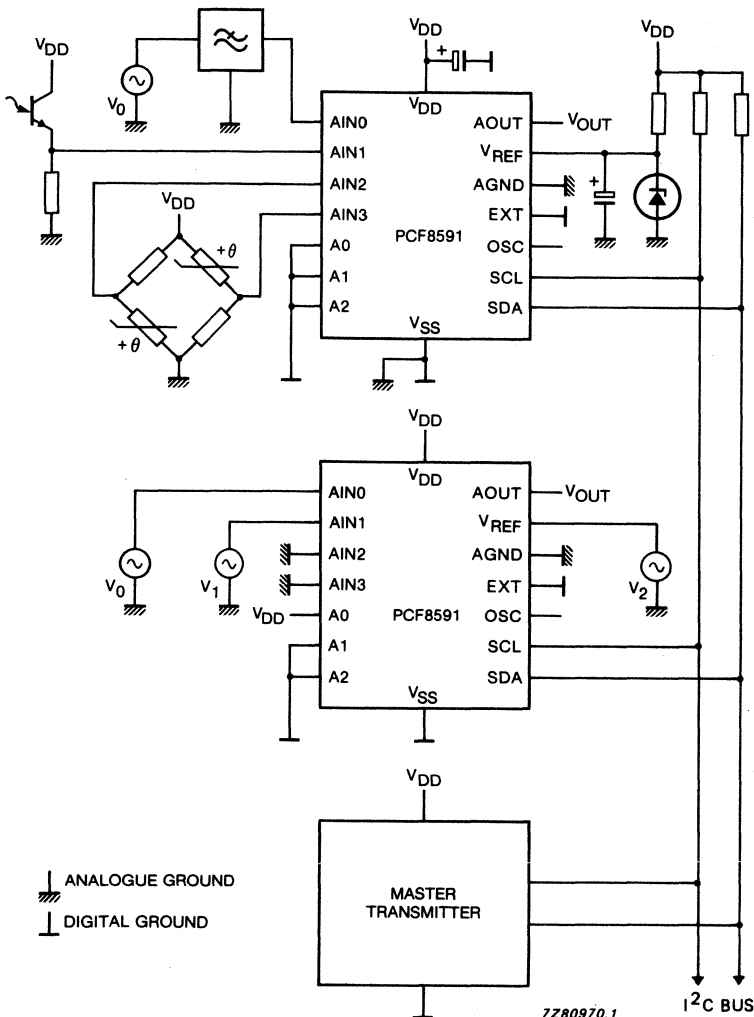 VDD
V0
VDD
VDD
AIN0
AIN1
AIN2
AIN3
A0
A1
A2
PCF8591
VSS
AOUT
VREF
AGND
EXT
OSC
SCL
SDA
VOUT
VDD
VDD
+
+
+θ
+θ
VDD
VDD
AIN0
AIN1
AIN2
AIN3
A0
A1
A2
PCF8591
VSS
AOUT
VREF
AGND
EXT
OSC
SCL
SDA
VOUT
V0
V1
VDD
V2
VDD
MASTER
TRANSMITTER
ANALOGUE GROUND
DIGITAL GROUND
7Z80970.1
I²C BUS